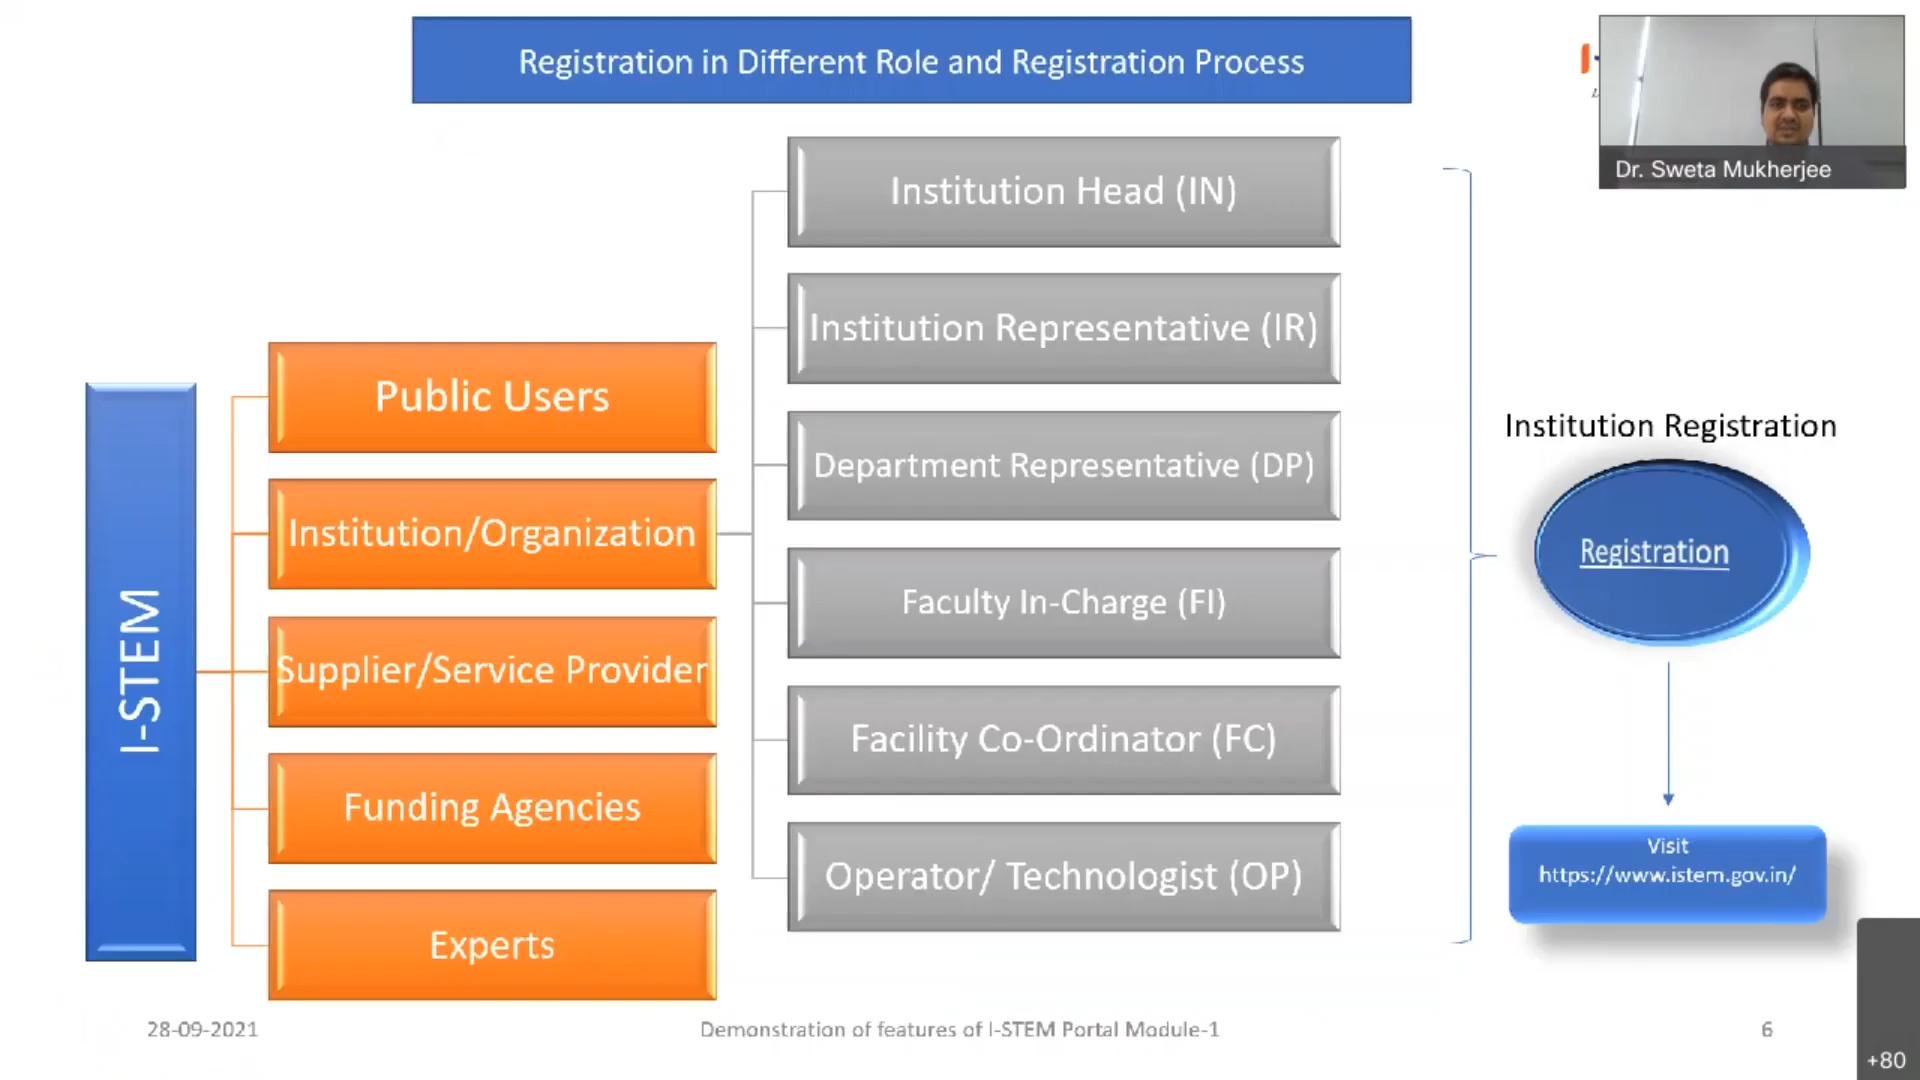 Registration in Different Role and Registration Process
Dr. Sweta Mukherjee
Institution Head (IN)
Institution Representative (IR)
Public Users
Department Representative (DP)
Institution Registration
Institution/Organization
Registration
Faculty In-Charge (FI)
I-STEM
Supplier/Service Provider
Facility Co-Ordinator (FC)
Funding Agencies
Visit
https://www.istem.gov.in/
Operator/ Technologist (OP)
Experts
28-09-2021
Demonstration of features of I-STEM Portal Module-1
6
+80